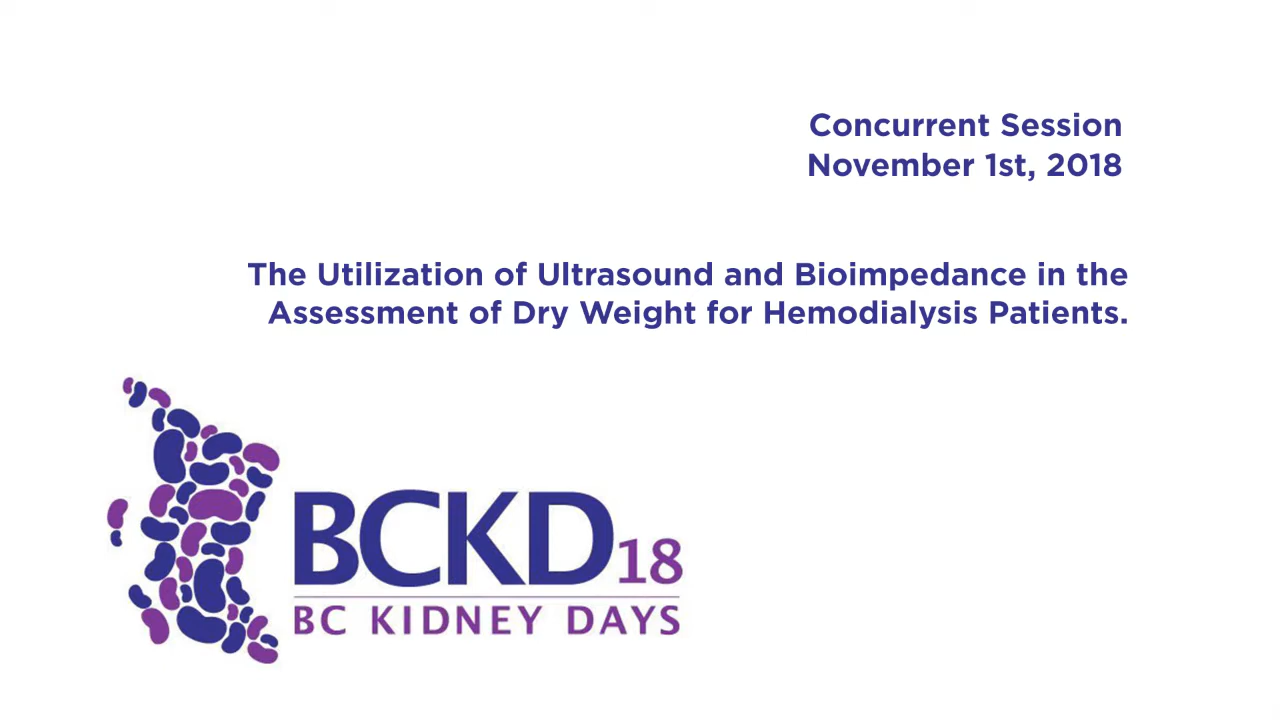 Concurrent Session
November 1st, 2018
The Utilization of Ultrasound and Bioimpedance in the
Assessment of Dry Weight for Hemodialysis Patients.
BCKD18
BC KIDNEY DAYS